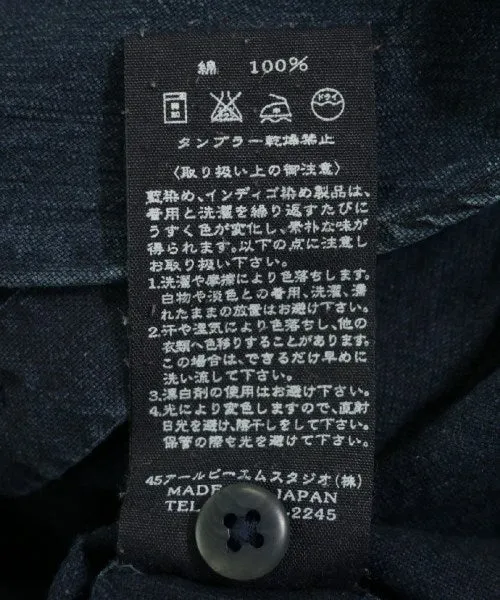 綿 100%
ドライ
タンブラー乾燥禁止
〈取り扱い上の御注意〉
藍染め、インディゴ染め製品は、
着用と洗濯を繰り返すたびに
うすく色が変化し、素朴な味が
得られます。以下の点に注意し
お取り扱い下さい。
1.洗濯や摩擦により色落ちします。
白物や淡色との着用、洗濯、濡
れたままの放置はお避け下さい。
2.汗や湿気により色落ちし、他の
衣類へ色移りすることがあります。
この場合は、できるだけ早めに
洗い流して下さい。
3.漂白剤の使用はお避け下さい。
4.光により変色しますので、直射
日光を避け、陰干しをして下さい。
保管の際も光を避けて下さい。
45アールピーエムスタジオ(株)
MADE JAPAN
TEL -2245